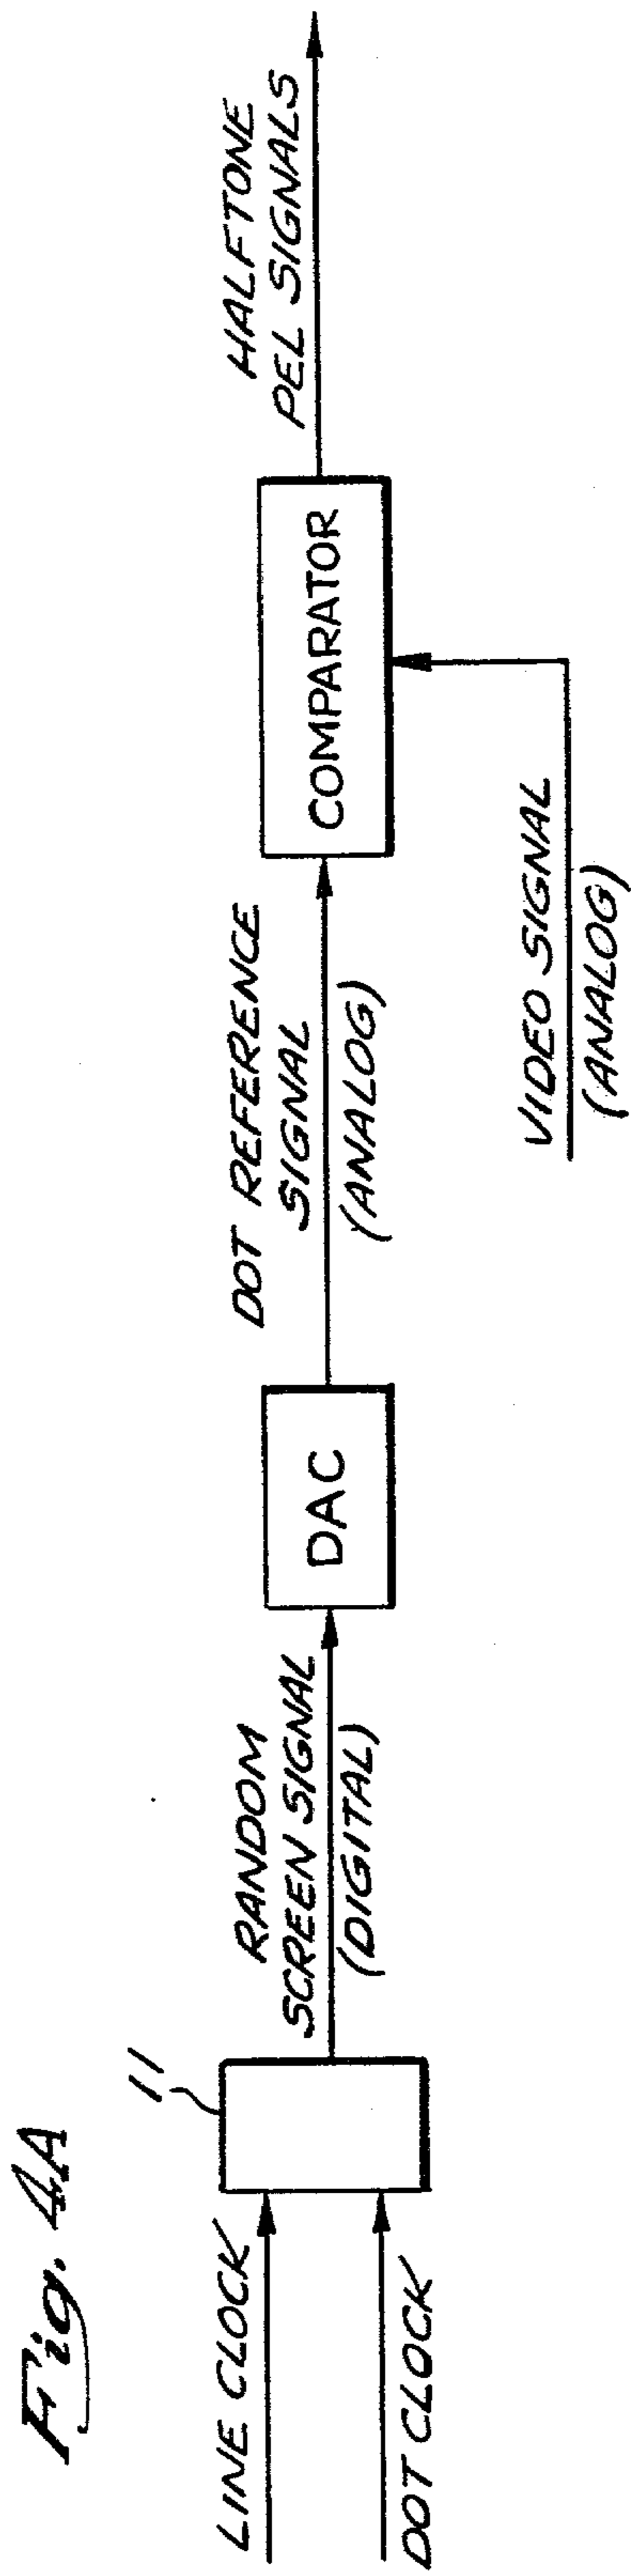 Fig. 4A
LINE CLOCK
DOT CLOCK
11
RANDOM
SCREEN SIGNAL
(DIGITAL)
DAC
DOT REFERENCE
SIGNAL
(ANALOG)
VIDEO SIGNAL
(ANALOG)
COMPARATOR
HALFTONE
PEL SIGNALS